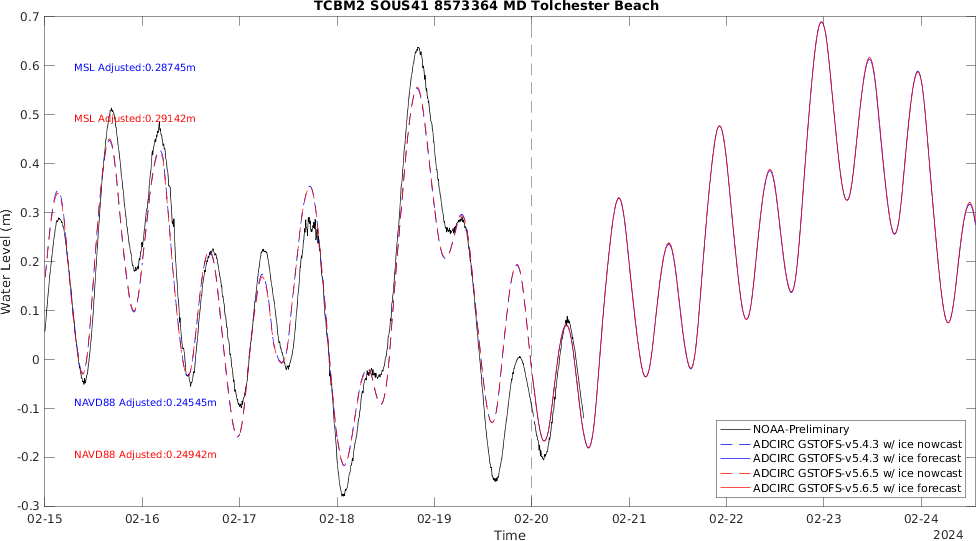 TCBM2 SOUS41 8573364 MD Tolchester Beach
0.7
0.6
0.5
0.4
0.3
0.2
0.1
0
-0.1
-0.2
-0.3
Water Level (m)
MSL Adjusted:0.28745m
MSL Adjusted:0.29142m
NAVD88 Adjusted:0.24545m
NAVD88 Adjusted:0.24942m
NOAA-Preliminary
ADCIRC GSTOFS-v5.4.3 w/ ice nowcast
ADCIRC GSTOFS-v5.4.3 w/ ice forecast
ADCIRC GSTOFS-v5.6.5 w/ ice nowcast
ADCIRC GSTOFS-v5.6.5 w/ ice forecast
02-15 02-16 02-17 02-18 02-19 02-20 02-21 02-22 02-23 02-24
Time
2024